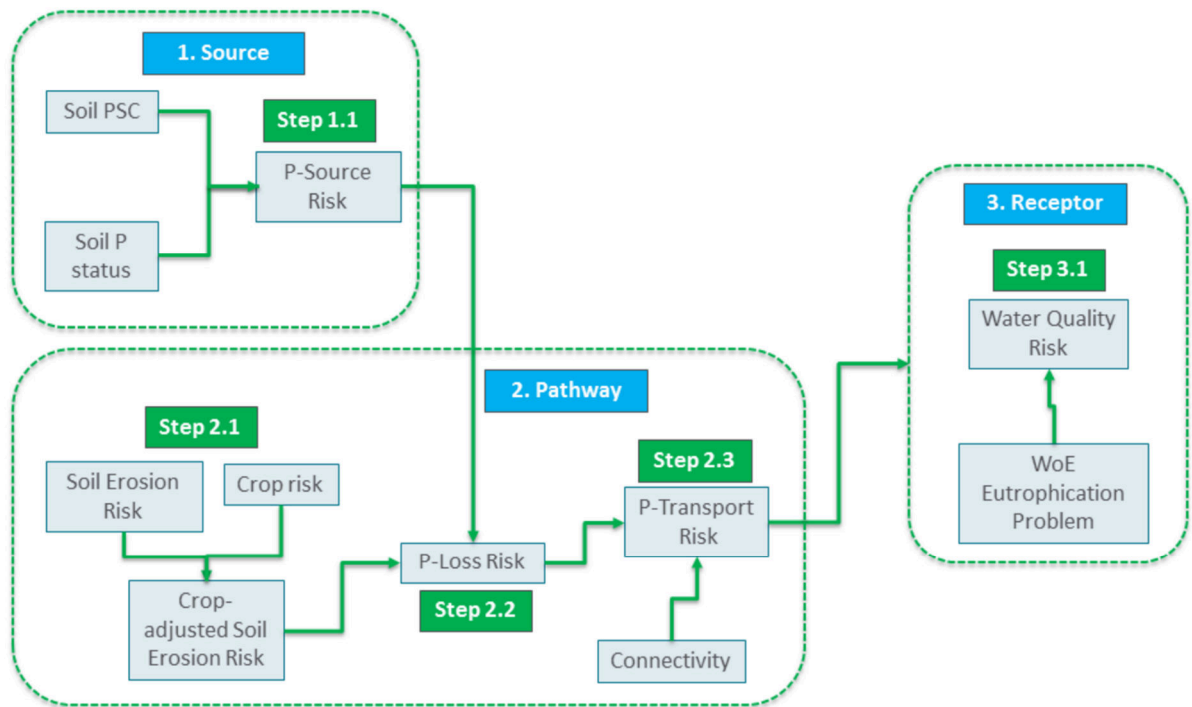 1. Source
Soil PSC
Step 1.1
P-Source
Risk
Soil P
status
2. Pathway
Step 2.1
Soil Erosion
Risk
Crop risk
Crop-
adjusted Soil
Erosion Risk
P-Loss Risk
Step 2.2
Step 2.3
P-Transport
Risk
Connectivity
3. Receptor
Step 3.1
Water Quality
Risk
WoE
Eutrophication
Problem